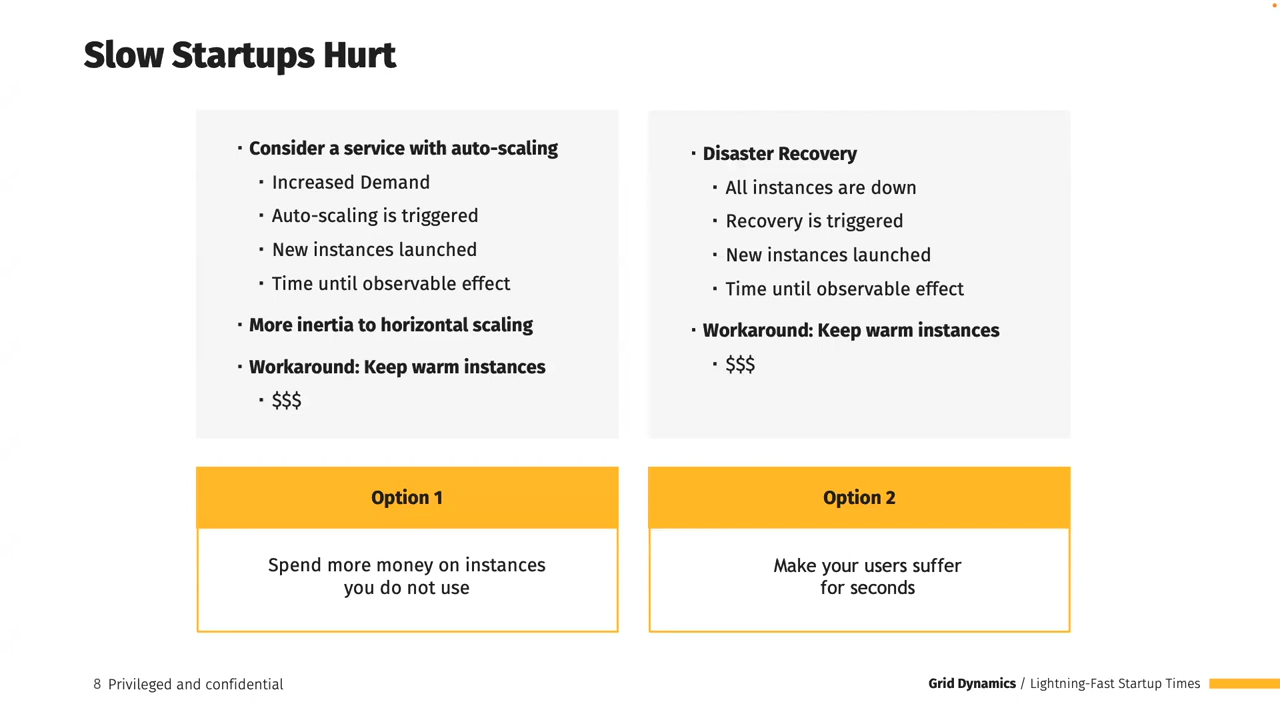 Slow Startups Hurt
· Consider a service with auto-scaling
· Increased Demand
· Auto-scaling is triggered
· New instances launched
· Time until observable effect
· More inertia to horizontal scaling
· Workaround: Keep warm instances
· $$$
· Disaster Recovery
· All instances are down
· Recovery is triggered
· New instances launched
· Time until observable effect
· Workaround: Keep warm instances
· $$$
Option 1
Spend more money on instances
you do not use
Option 2
Make your users suffer
for seconds
8 Privileged and confidential
Grid Dynamics / Lightning-Fast Startup Times